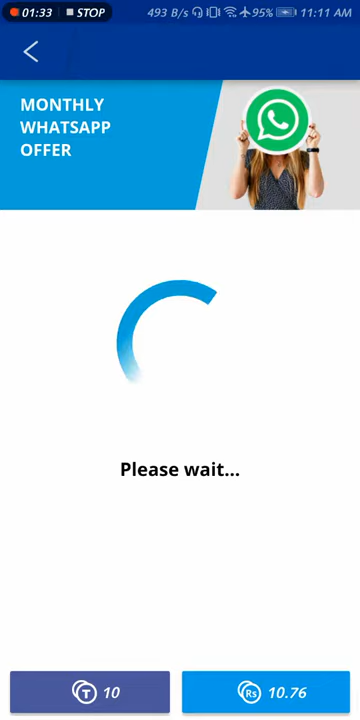 01:33 STOP 493 B/s 95% 11:11 AM
MONTHLY
WHATSAPP
OFFER
Please wait...
T 10
Rs 10.76